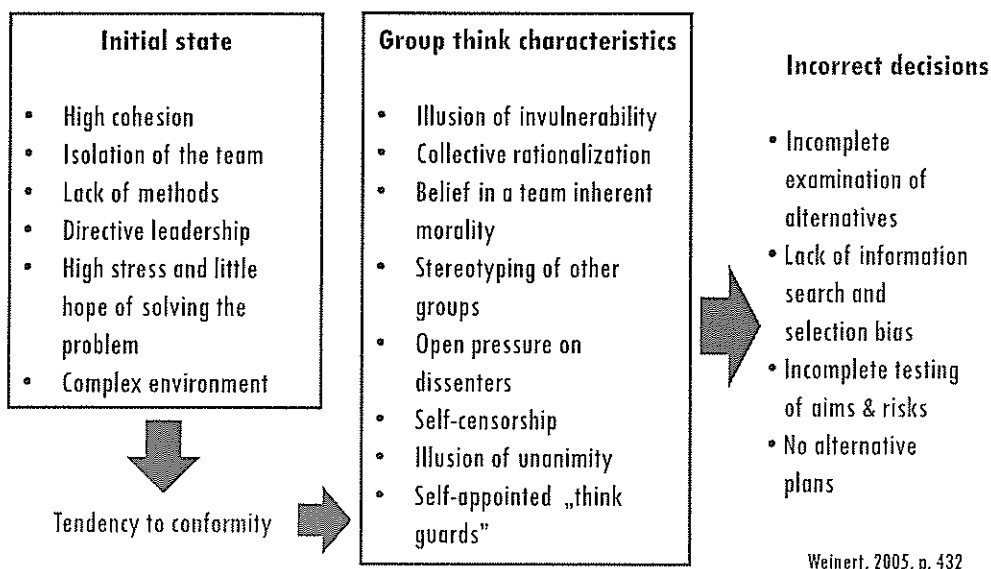 Initial state
• High cohesion
• Isolation of the team
• Lack of methods
• Directive leadership
• High stress and little
hope of solving the
problem
• Complex environment
Tendency to conformity
Group think characteristics
• Illusion of invulnerability
• Collective rationalization
• Belief in a team inherent
morality
• Stereotyping of other
groups
• Open pressure on
dissenters
• Self-censorship
• Illusion of unanimity
• Self-appointed „think
guards”
Incorrect decisions
• Incomplete
examination of
alternatives
• Lack of information
search and
selection bias
• Incomplete testing
of aims & risks
• No alternative
plans
Weinert, 2005, p. 432